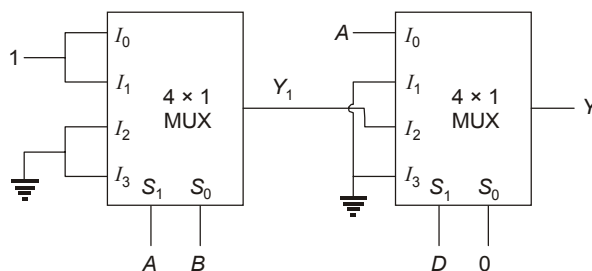 1
I0
I1
I2
I3
4 × 1
MUX
S1 S0
A B
Y1
A
I0
I1
I2
I3
4 × 1
MUX
S1 S0
D 0
Y